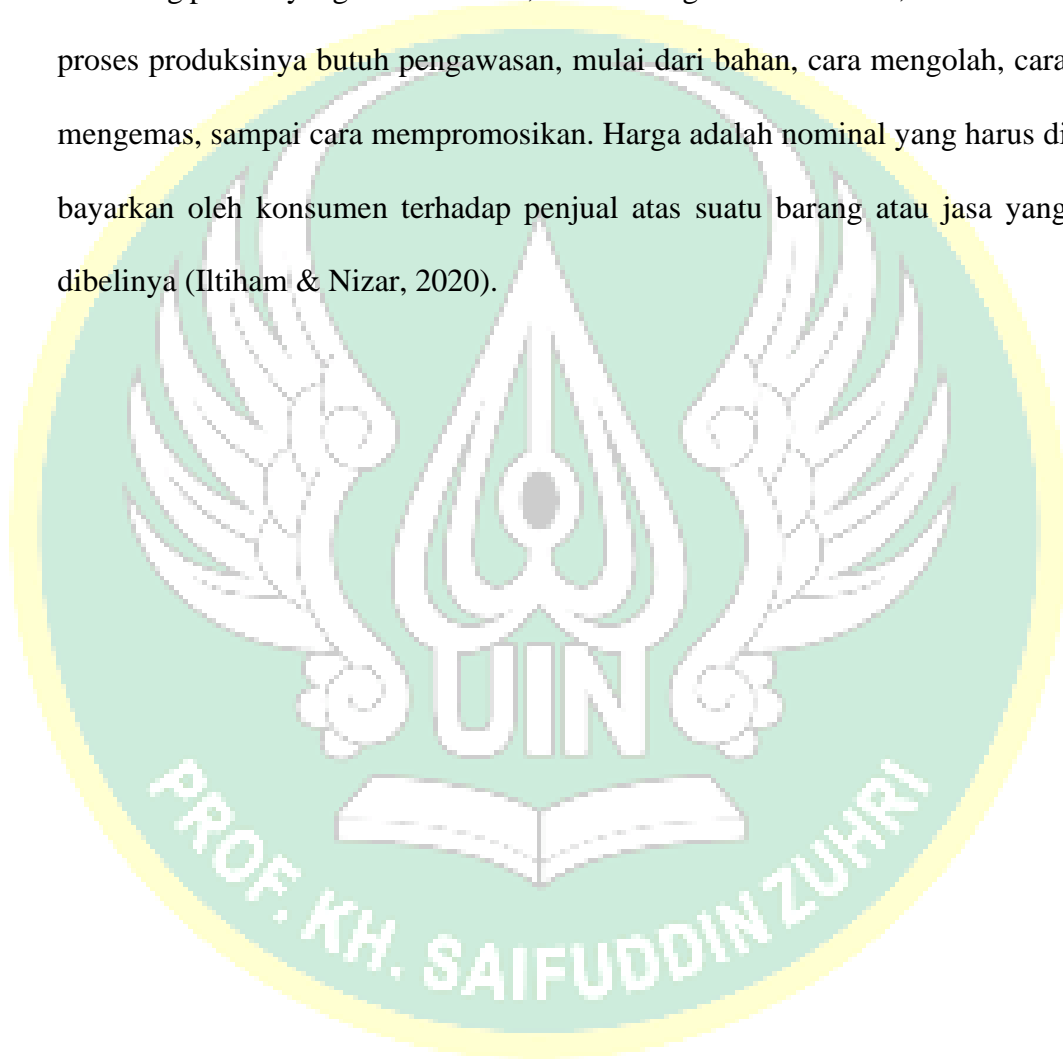 proses produksinya butuh pengawasan, mulai dari bahan, cara mengolah, cara
mengemas, sampai cara mempromosikan. Harga adalah nominal yang harus di
bayarkan oleh konsumen terhadap penjual atas suatu barang atau jasa yang
dibelinya (Iltiham & Nizar, 2020).
UIN
PROF. KH. SAIFUDDIN ZUHRI